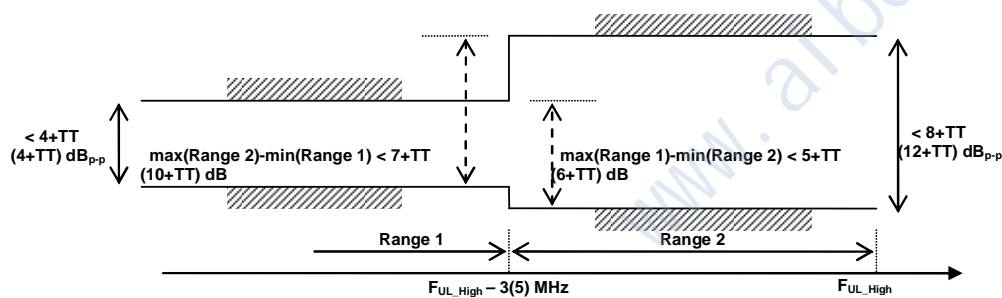 < 4+TT
(4+TT) dBp-p
max(Range 2)-min(Range 1) < 7+TT
(10+TT) dB
max(Range 1)-min(Range 2) < 5+TT
(6+TT) dB
< 8+TT
(12+TT) dBp-p
Range 1
Range 2
FUL_High – 3(5) MHz
FUL_High